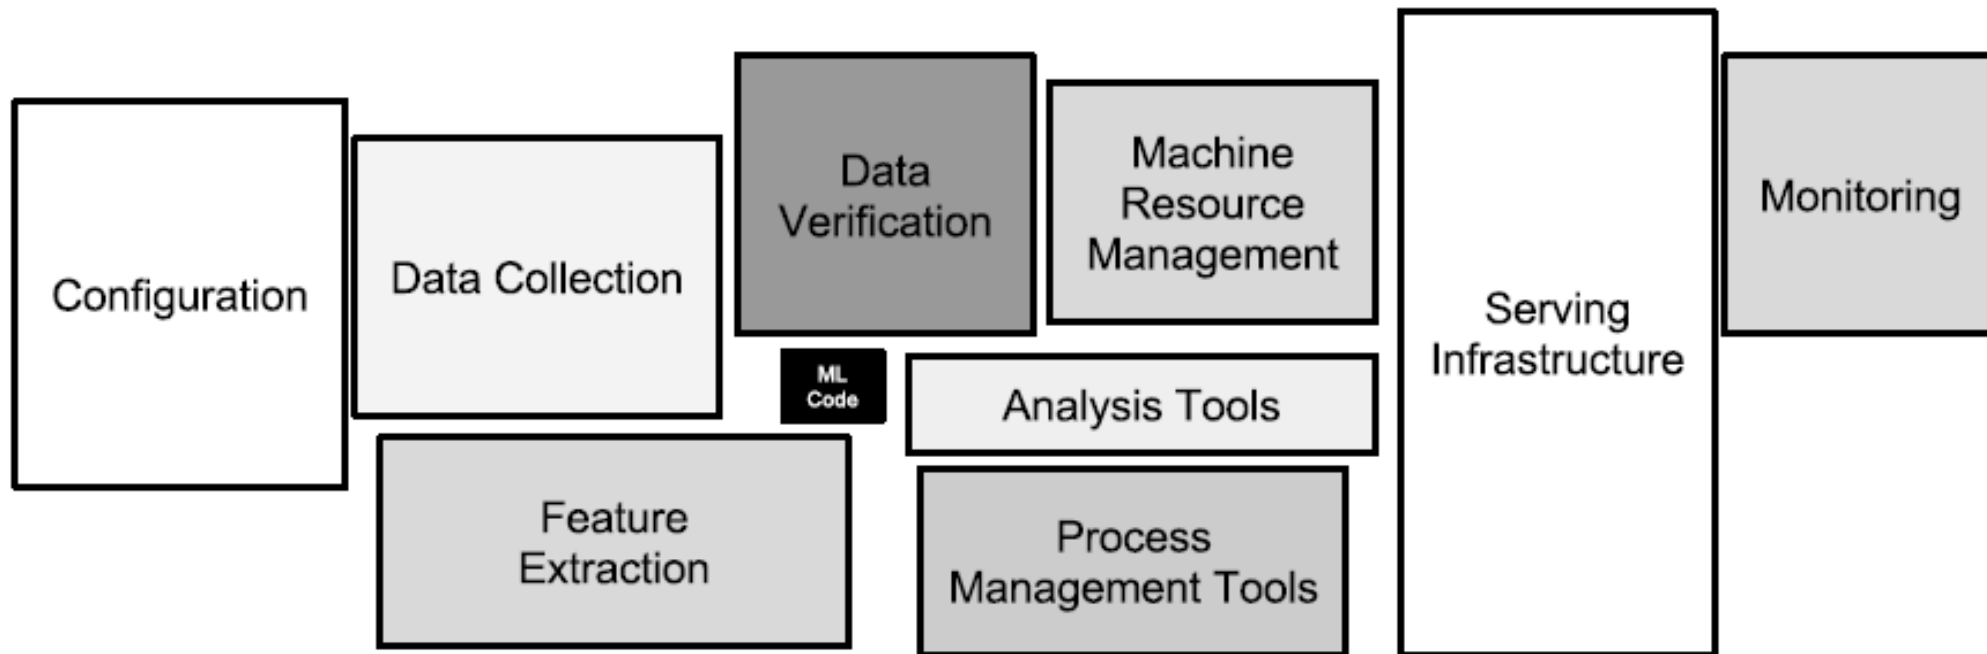 Configuration
Data Collection
Data
Verification
Machine
Resource
Management
Serving
Infrastructure
Monitoring
ML
Code
Analysis Tools
Feature
Extraction
Process
Management Tools